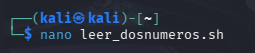 ┌──(kali㉿kali)-[~]
└─$ nano leer_dosnumeros.sh